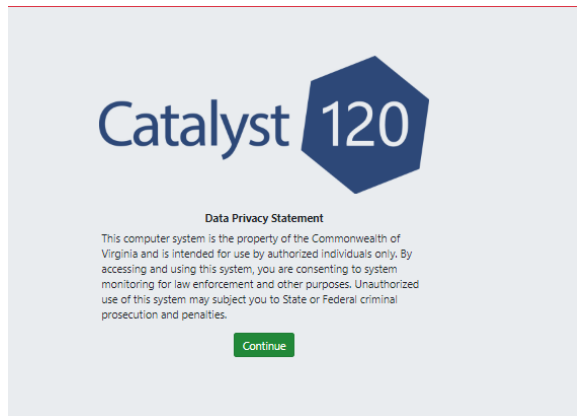 Catalyst 120
Data Privacy Statement
This computer system is the property of the Commonwealth of
Virginia and is intended for use by authorized individuals only. By
accessing and using this system, you are consenting to system
monitoring for law enforcement and other purposes. Unauthorized
use of this system may subject you to State or Federal criminal
prosecution and penalties.
Continue